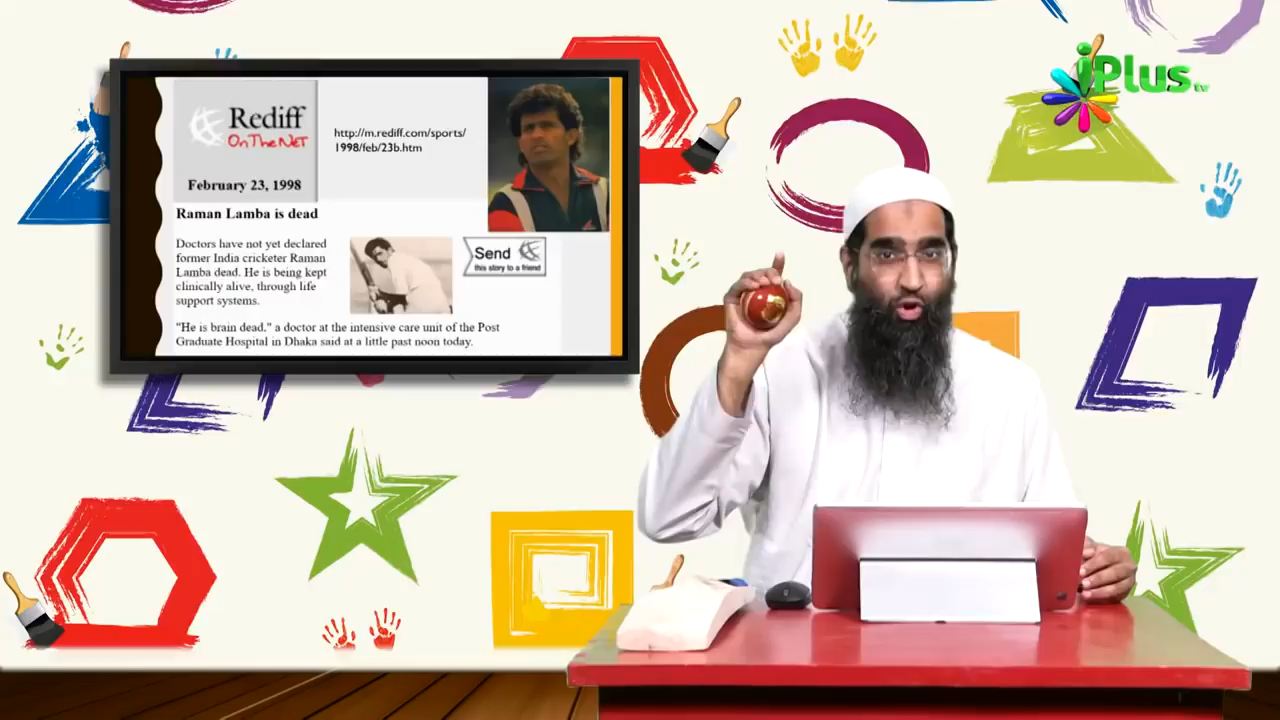 Rediff
On The NET
February 23, 1998
http://m.rediff.com/sports/
1998/feb/23b.htm
Raman Lamba is dead
Doctors have not yet declared
former India cricketer Raman
Lamba dead. He is being kept
clinically alive, through life
support systems.
Send
this story to a friend
"He is brain dead," a doctor at the intensive care unit of the Post
Graduate Hospital in Dhaka said at a little past noon today.
iPlus tv